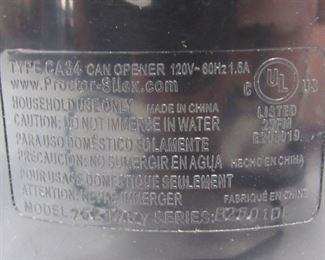 TYPE CA34 CAN OPENER 120V~ 60Hz 1.5A
www.Proctor-Silex.com
HOUSEHOLD USE ONLY MADE IN CHINA
CAUTION: DO NOT IMMERSE IN WATER
PARA USO DOMÉSTICO SOLAMENTE
PRECAUCIÓN: NO SUMERGIR EN AGUA HECHO EN CHINA
POUR USAGE DOMESTIQUE SEULEMENT
ATTENTION: NE PAS IMMERGER FABRIQUÉ EN CHINE
MODEL SERIES:
C UL US
LISTED